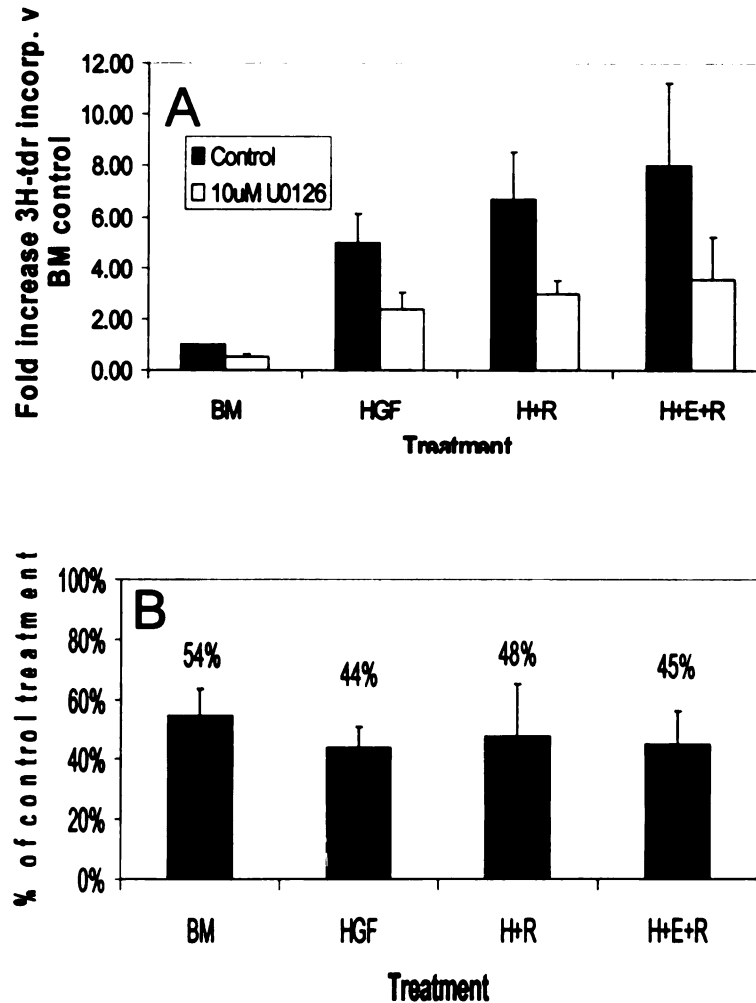 Fold increase 3H-tdr incorp. v
BM control
12.00
10.00
8.00
6.00
4.00
2.00
0.00
A
Control
10uM U0126
BM
HGF
H+R
H+E+R
Treatment
% of control treatment
100%
80%
60%
40%
20%
0%
B
54%
44%
48%
45%
BM
HGF
H+R
H+E+R
Treatment